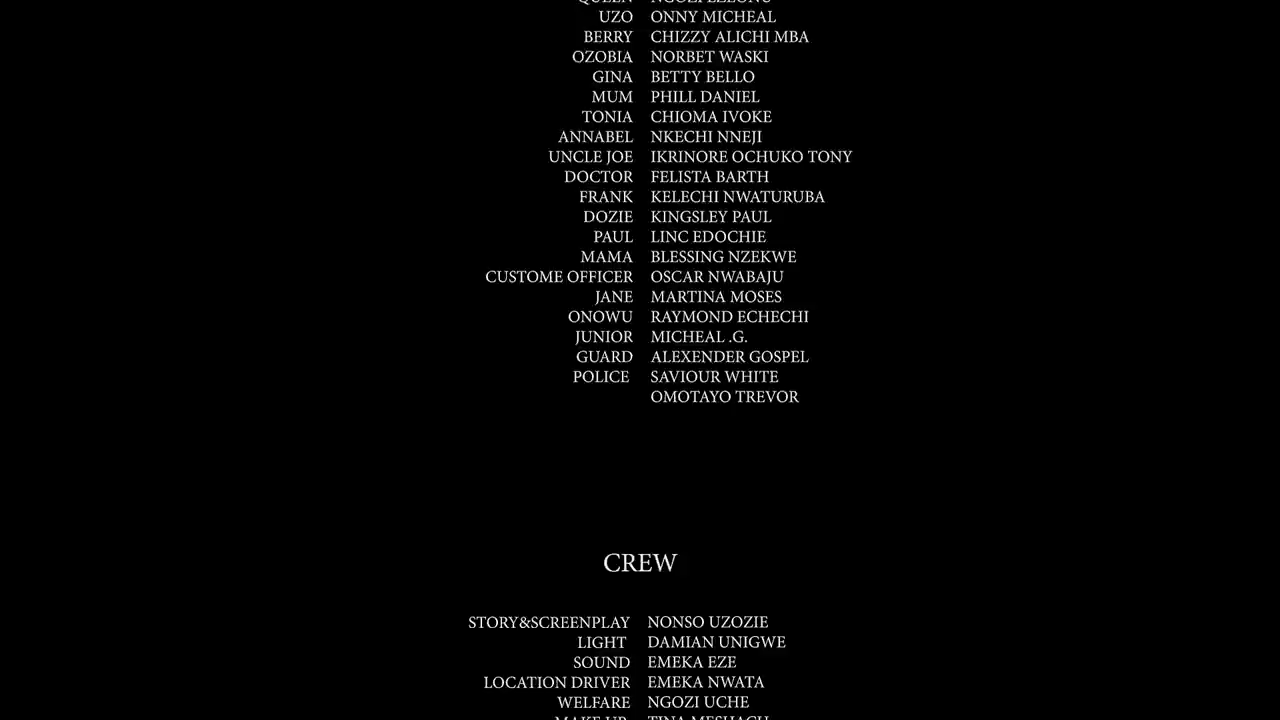 UZO ONNY MICHEAL
BERRY CHIZZY ALICHI MBA
OZOBIA NORBET WASKI
GINA BETTY BELLO
MUM PHILL DANIEL
TONIA CHIOMA IVOKE
ANNABEL NKECHI NNEJI
UNCLE JOE IKRINORE OCHUKO TONY
DOCTOR FELISTA BARTH
FRANK KELECHI NWATURUBA
DOZIE KINGSLEY PAUL
PAUL LINC EDOCHIE
MAMA BLESSING NZEKWE
CUSTOME OFFICER OSCAR NWABAJU
JANE MARTINA MOSES
ONOWU RAYMOND ECHECHI
JUNIOR MICHEAL .G.
GUARD ALEXENDER GOSPEL
POLICE SAVIOUR WHITE
OMOTAYO TREVOR
CREW
STORY&SCREENPLAY NONSO UZOZIE
LIGHT DAMIAN UNIGWE
SOUND EMEKA EZE
LOCATION DRIVER EMEKA NWATA
WELFARE NGOZI UCHE
MAKE UP TINA MESHACH